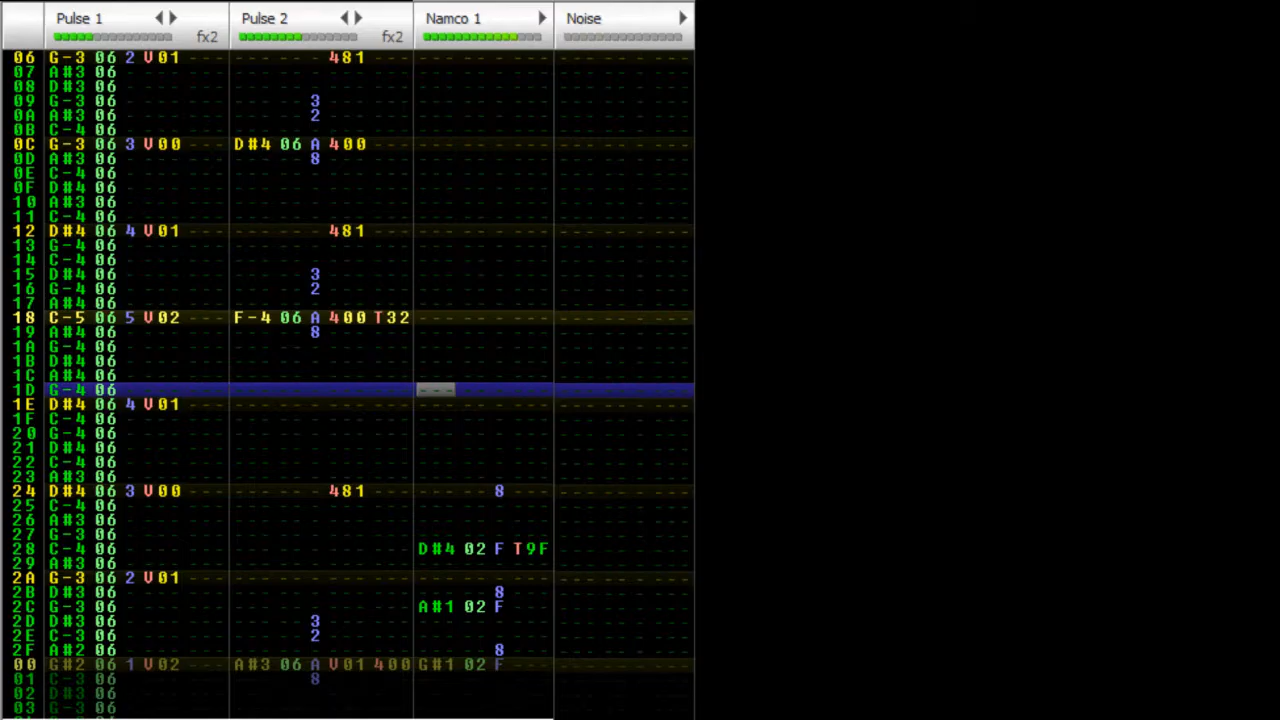 Pulse 1 Pulse 2 Namco 1 Noise
fx2 fx2
06 G-3 06 2 V01 --- --- -- - 481 --- --- -- - --- --- -- - ---
07 A#3 06
08 D#3 06
09 G-3 06 3
0A A#3 06 2
0B C-4 06
0C G-3 06 3 V00 --- D#4 06 A 400 ---
0D A#3 06 8
0E C-4 06
0F D#4 06
10 A#3 06
11 C-4 06
12 D#4 06 4 V01 --- 481
13 G-4 06
14 C-4 06
15 D#4 06 3
16 G-4 06 2
17 A#4 06
18 C-5 06 5 V02 --- F-4 06 A 400 T32
19 A#4 06 8
1A G-4 06
1B D#4 06
1C A#4 06
1D G-4 06 ---
1E D#4 06 4 V01
1F C-4 06
20 G-4 06
21 D#4 06
22 C-4 06
23 A#3 06
24 D#4 06 3 V00 481 8
25 C-4 06
26 A#3 06
27 G-3 06
28 C-4 06 D#4 02 F T9F
29 A#3 06
2A G-3 06 2 V01
2B D#3 06 8
2C G-3 06 A#1 02 F
2D D#3 06 3
2E C-3 06 2
2F A#2 06 8
00 G#2 06 1 V02 A#3 06 A V01 400 G#1 02 F
01 C-3 06 8
02 D#3 06
03 G-3 06